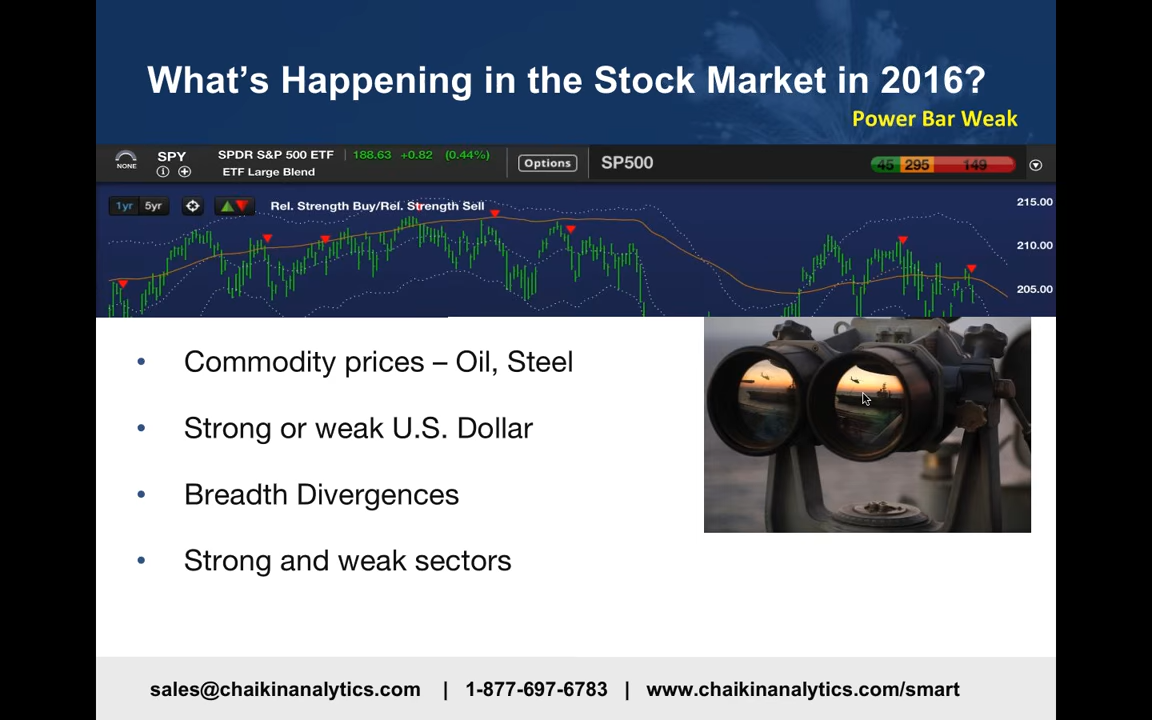 What's Happening in the Stock Market in 2016?
Power Bar Weak
NONE
SPY
SPDR S&P 500 ETF | 188.63 +0.82 (0.44%)
ETF Large Blend
Options
SP500
45 295 149
1yr 5yr
Rel. Strength Buy/Rel. Strength Sell
215.00
210.00
205.00
• Commodity prices – Oil, Steel
• Strong or weak U.S. Dollar
• Breadth Divergences
• Strong and weak sectors
sales@chaikinanalytics.com | 1-877-697-6783 | www.chaikinanalytics.com/smart